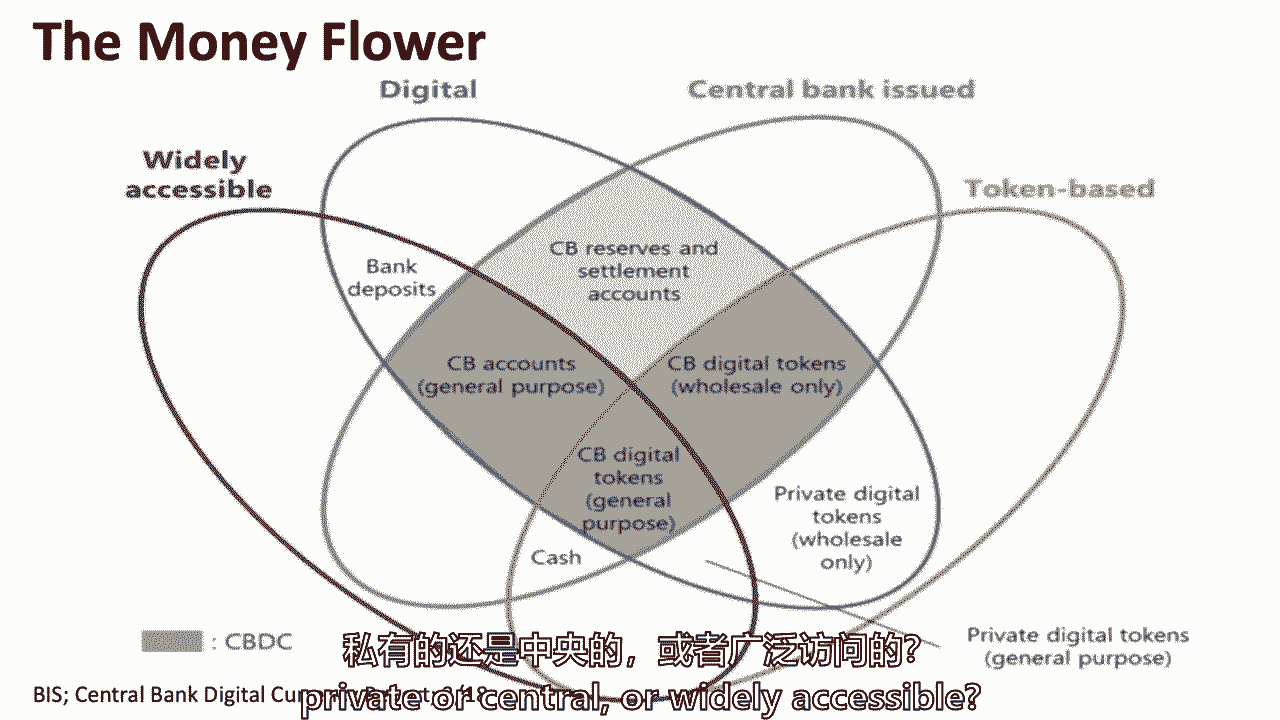 The Money Flower
Digital
Central bank issued
Widely
accessible
Token-based
CB reserves and
settlement
accounts
Bank
deposits
CB accounts
(general purpose)
CB digital tokens
(wholesale only)
CB digital
tokens
(general
purpose)
Private digital
tokens
(wholesale
only)
Cash
: CBDC
Private digital tokens
(general purpose)
私有的还是中央的，或者广泛访问的？
BIS; Central Bank Digital
private or central, or widely accessible?